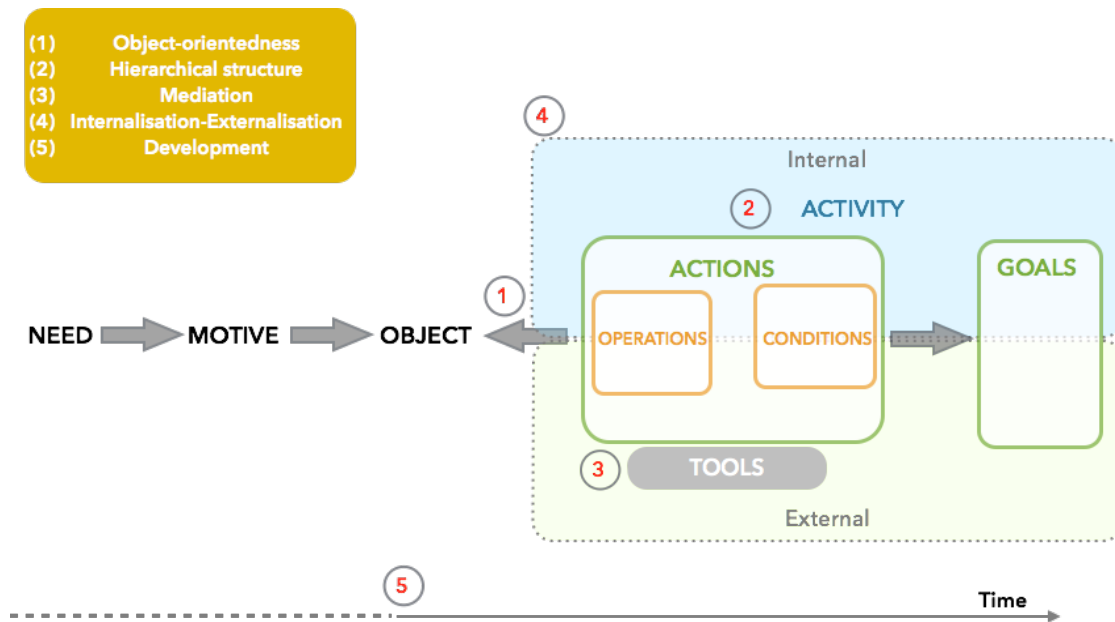 (1) Object-orientedness
(2) Hierarchical structure
(3) Mediation
(4) Internalisation-Externalisation
(5) Development
4
Internal
2 ACTIVITY
ACTIONS
GOALS
1
NEED MOTIVE OBJECT OPERATIONS CONDITIONS
3 TOOLS
External
5
Time